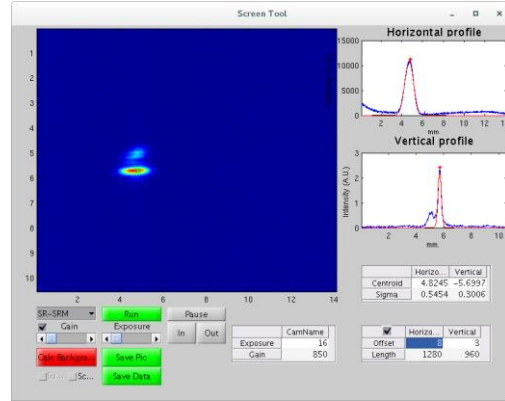 Screen Tool
Horizontal profile
15000
10000
5000
0
2 4 6 8 10 12 14
mm
Vertical profile
3
2
1
0
Intensity (A.U.)
2 4 6 8 10
mm.
1
2
3
4
5
6
7
8
9
10
2 4 6 8 10 12 14
Horizo... Vertical
Centroid 4.8245 -5.6997
Sigma 0.5454 0.3006
SR-SRM
Run
Pause
Gain
Exposure
In
Out
Calc Backgro...
Save Pic
Sc...
Save Data
CamName
Exposure 16
Gain 850
Horizo... Vertical
Offset 8 3
Length 1280 960